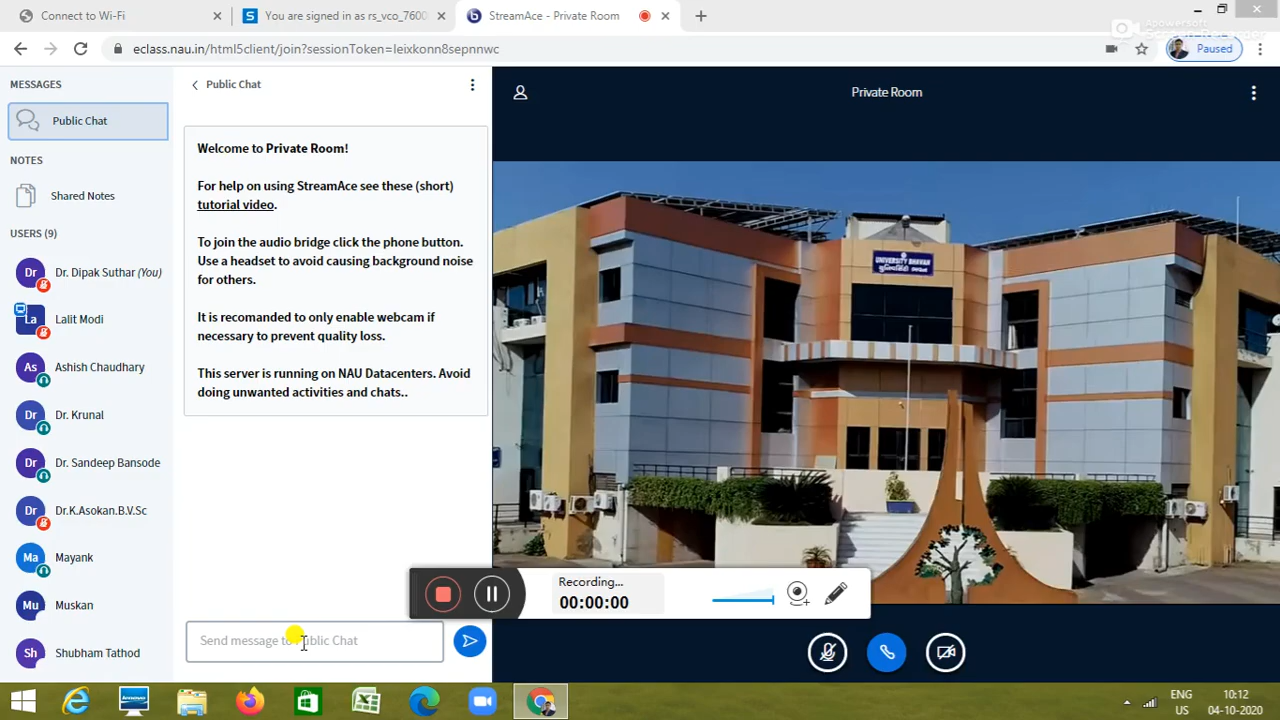 Connect to Wi-Fi
You are signed in as rs_vco_7600
StreamAce - Private Room
eclass.nau.in/html5client/join?sessionToken=leixkonn8sepnnwc
Paused
Apowersoft
MESSAGES
Public Chat
NOTES
Shared Notes
USERS (9)
Dr Dr. Dipak Suthar (You)
La Lalit Modi
As Ashish Chaudhary
Dr Dr. Krunal
Dr Dr. Sandeep Bansode
Dr Dr.K.Asokan.B.V.Sc
Ma Mayank
Mu Muskan
Sh Shubham Tathod
Public Chat
Welcome to Private Room!
For help on using StreamAce see these (short)
tutorial video.
To join the audio bridge click the phone button.
Use a headset to avoid causing background noise
for others.
It is recomanded to only enable webcam if
necessary to prevent quality loss.
This server is running on NAU Datacenters. Avoid
doing unwanted activities and chats..
Send message to Public Chat
Private Room
UNIVERSITY BHAVAN
યુનિવર્સિટી ભવન
Recording...
00:00:00
ENG
US
10:12
04-10-2020